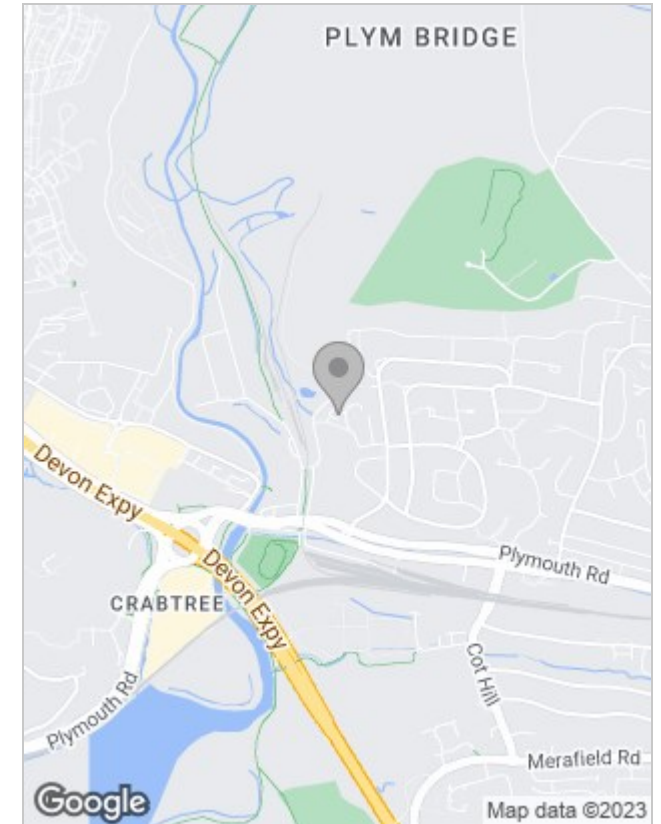 PLYM BRIDGE
Devon Expy
Devon Expy
Plymouth Rd
CRABTREE
Cot Hill
Plymouth Rd
Merafield Rd
Google
Map data ©2023